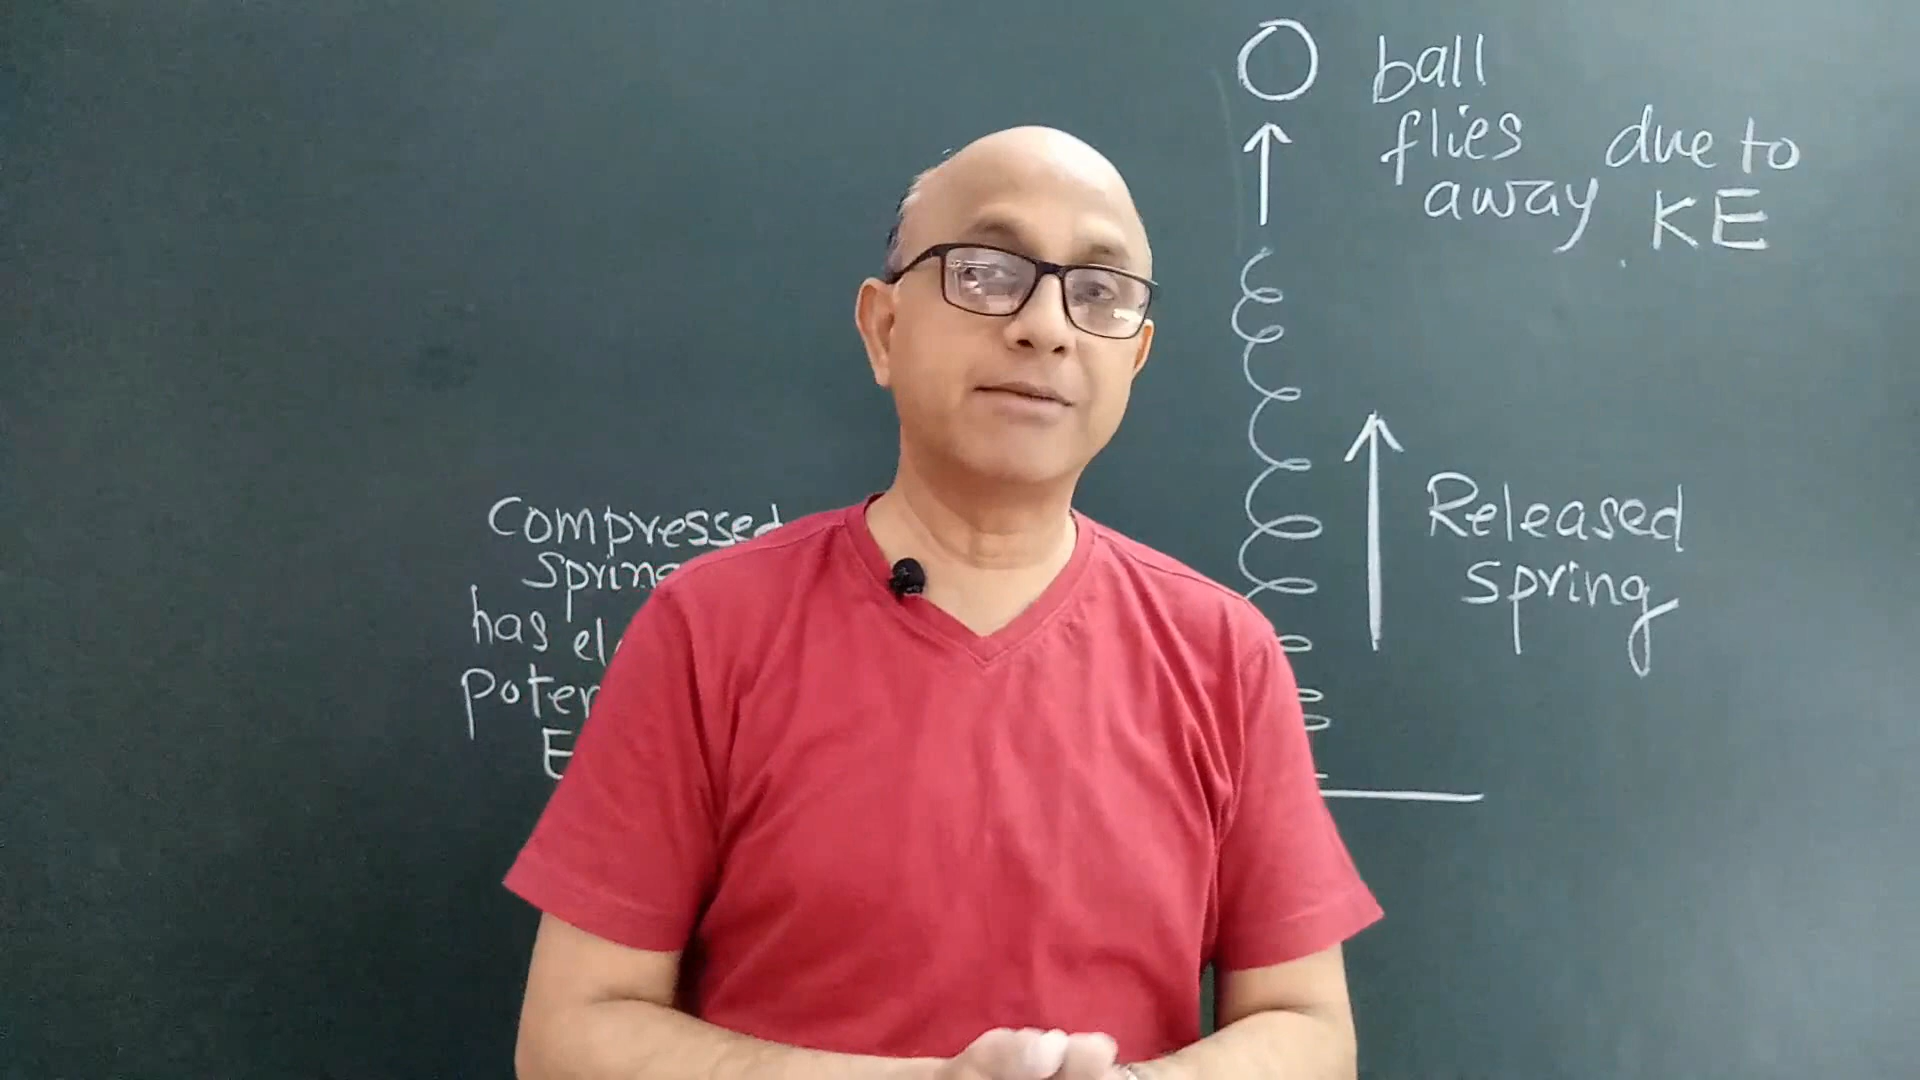 compressed
has
E
ball
flies due to
away KE
Released
spring